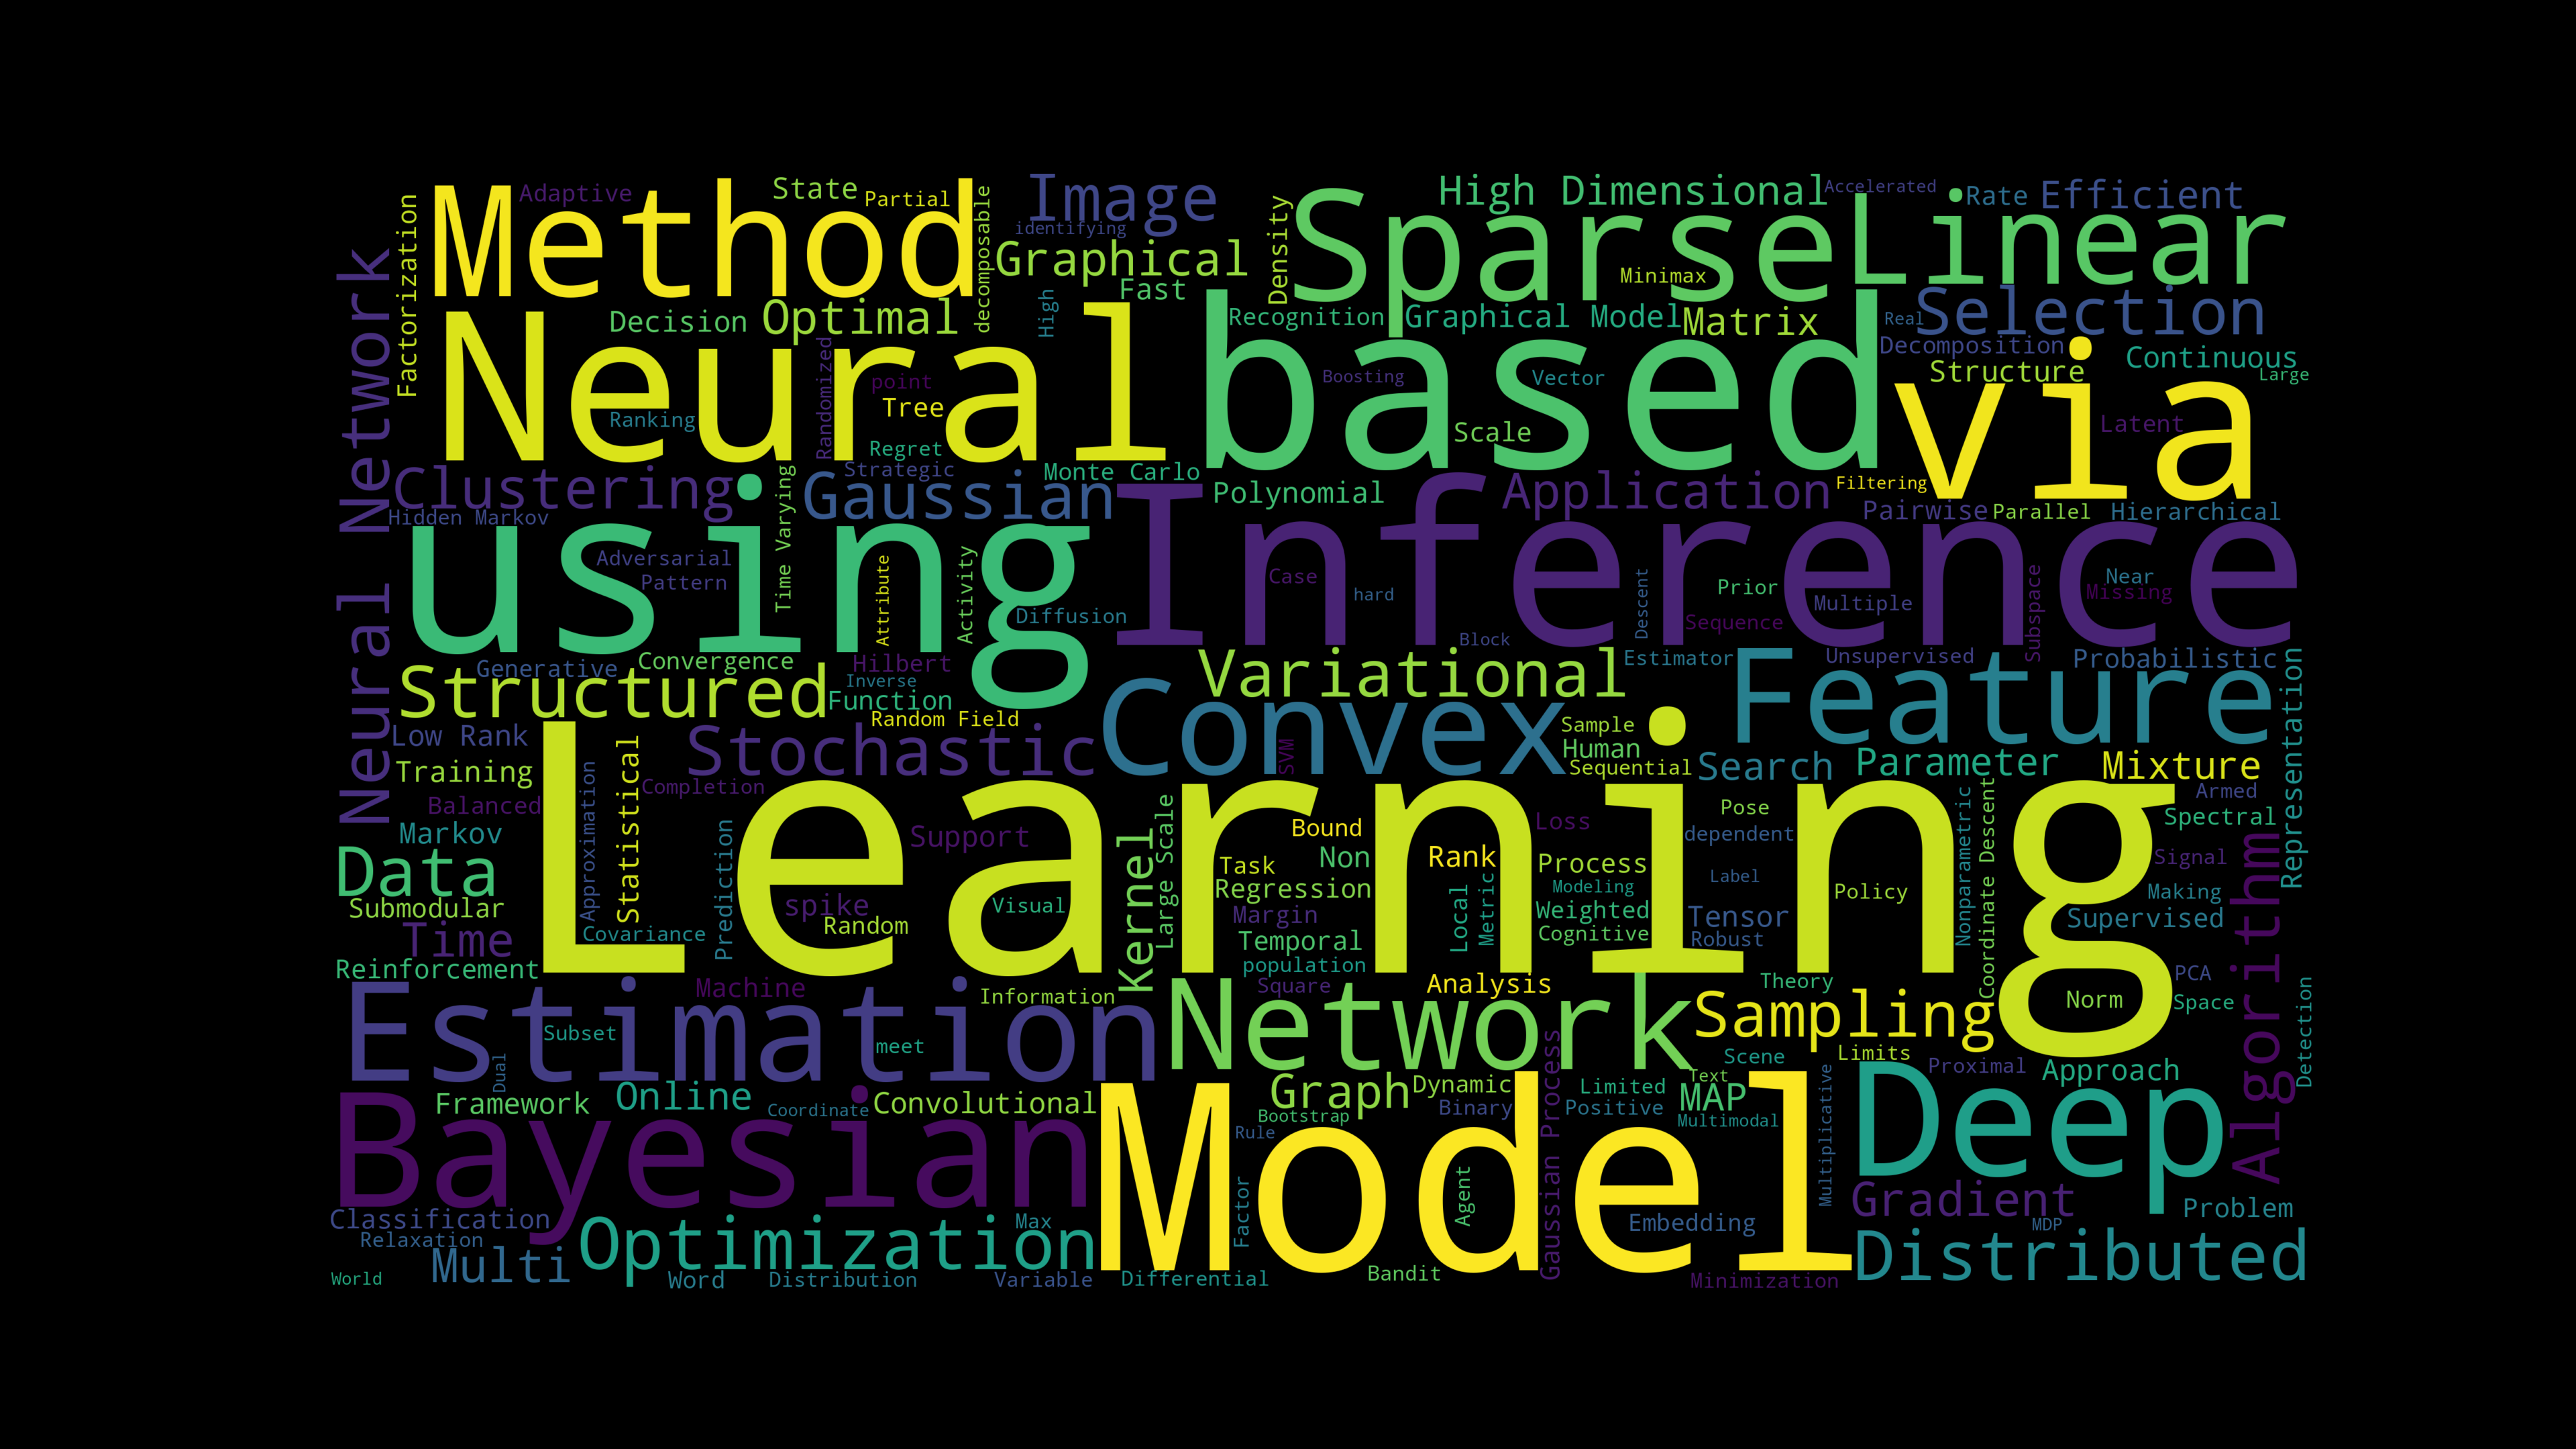 Adaptive
State
Partial
Image
High Dimensional
Accelerated
Rate
Efficient
Method
Factorization
decomposable
identifying
Graphical
Density
Sparse
Linear
Minimax
Fast
Decision
Optimal
High
Recognition
Graphical Model
Matrix
Real
Selection
Neural Network
Neural
based
via
Randomized
point
Tree
Ranking
Regret
Boosting
Vector
Scale
Decomposition
Structure
Continuous
Large
Latent
Clustering
Strategic
Gaussian
Monte Carlo
Polynomial
Application
Filtering
Pairwise
Parallel
Hierarchical
Hidden Markov
using
Inference
Time Varying
Adversarial
Pattern
Attribute
Activity
Diffusion
Case
hard
Block
Descent
Prior
Sequence
Multiple
Subspace
Near
Missing
Generative
Convergence
Hilbert
Inverse
Function
Structured
Random Field
Variational
Estimator
Unsupervised
Probabilistic
Feature
Representation
Convex
Sample
Human
Sequential
Low Rank
Stochastic
SVM
Search
Parameter
Mixture
Training
Balanced
Markov
Approximation
Statistical
Completion
Learning
Prediction
Support
Large Scale
Kernel
Bound
Loss
Pose
dependent
Nonparametric
Coordinate Descent
Armed
Spectral
Signal
Algorithm
Data
Submodular
Time
Covariance
spike
Random
Visual
Task
Non
Rank
Process
Regression
Modeling
Label
Policy
Margin
Local
Metric
Weighted
Cognitive
Tensor
Robust
Making
Supervised
Temporal
population
Reinforcement
Machine
Information
Square
Analysis
Theory
PCA
Norm
Space
Detection
Estimation
Subset
meet
Dual
Network
Sampling
Scene
Limits
Proximal
Approach
Bayesian
Framework
Online
Coordinate
Convolutional
Graph
Dynamic
Bootstrap
Binary
Rule
Limited
Positive
Text
MAP
Multimodal
Multiplicative
Deep
Model
Gaussian Process
Agent
Factor
Embedding
Gradient
MDP
Problem
Classification
Relaxation
World
Multi
Optimization
Max
Word
Distribution
Variable
Differential
Bandit
Minimization
Distributed